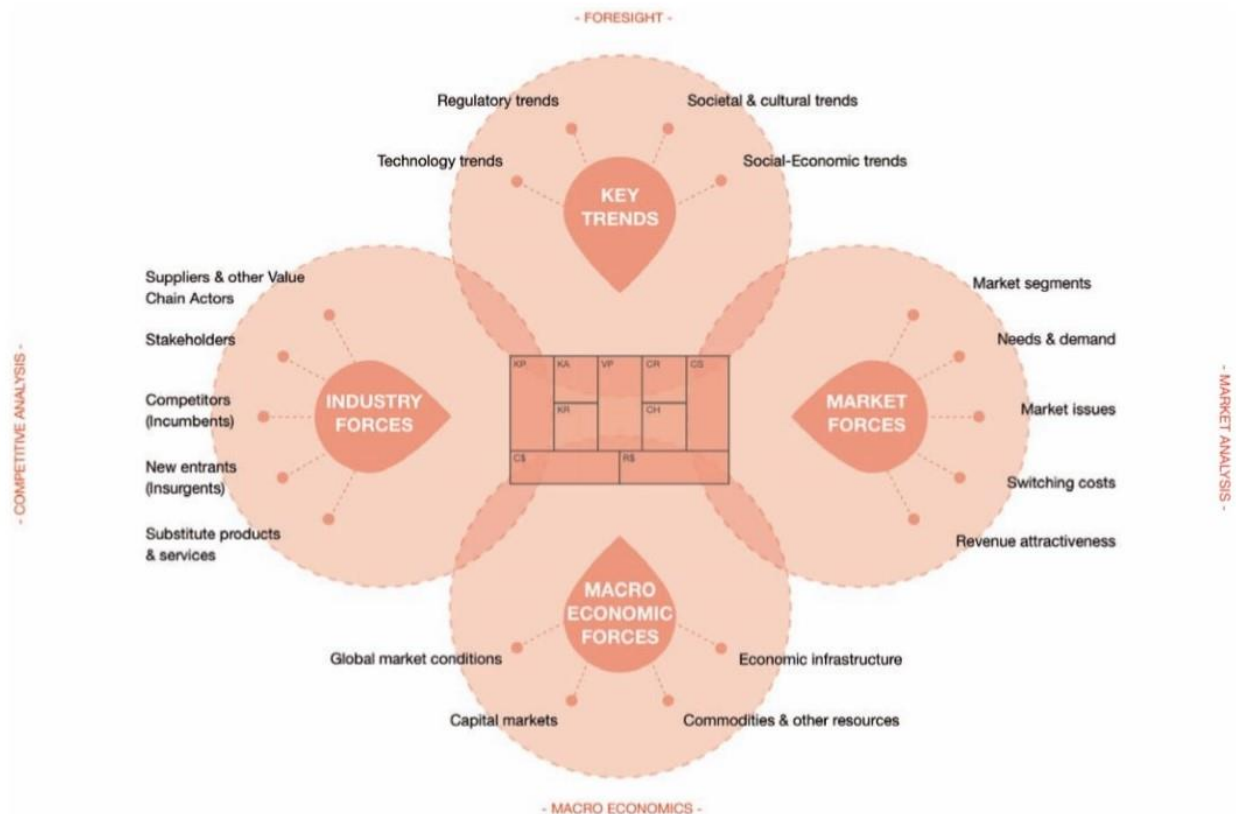 - FORESIGHT -
Regulatory trends
Societal & cultural trends
Technology trends
Social-Economic trends
KEY
TRENDS
- COMPETITIVE ANALYSIS -
Suppliers & other Value
Chain Actors
Stakeholders
Competitors
(Incumbents)
New entrants
(Insurgents)
Substitute products
& services
INDUSTRY
FORCES
KP
KA
VP
CR
CS
KR
CH
C$
R$
MARKET
FORCES
Market segments
Needs & demand
Market issues
Switching costs
Revenue attractiveness
- MARKET ANALYSIS -
MACRO
ECONOMIC
FORCES
Global market conditions
Economic infrastructure
Capital markets
Commodities & other resources
- MACRO ECONOMICS -